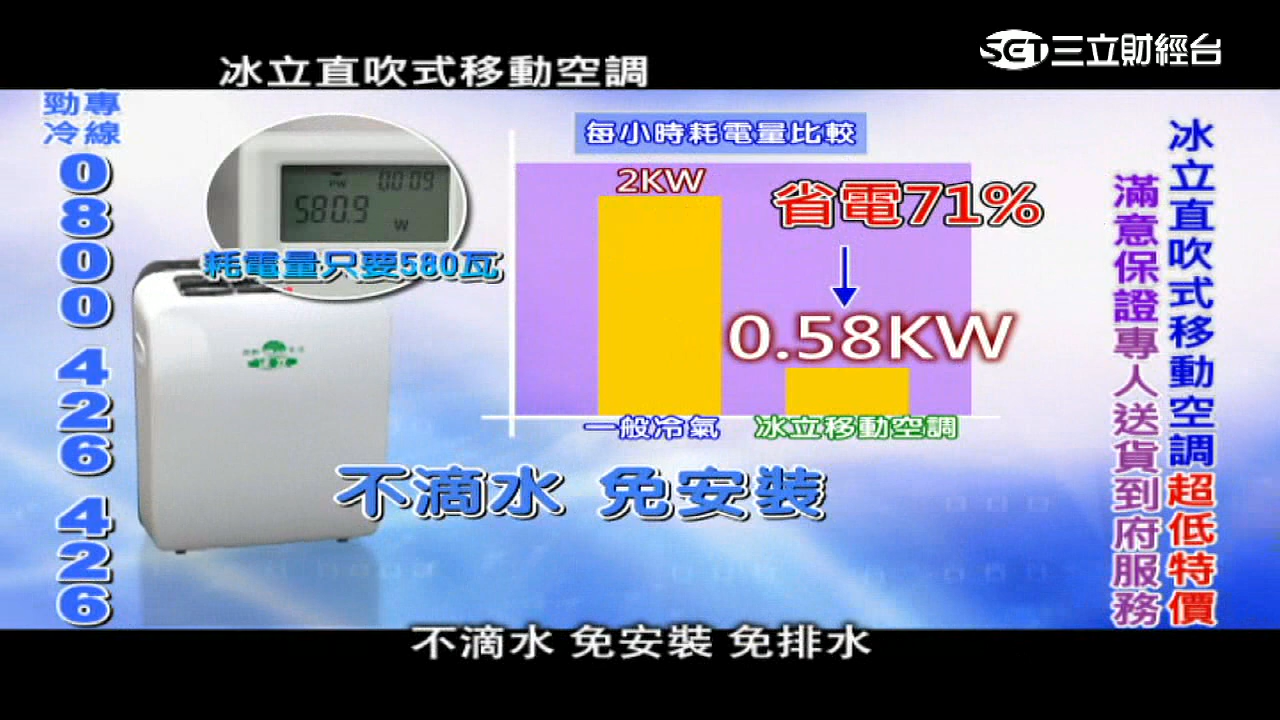 SET三立財經台
冰立直吹式移動空調
勁冷專線
0800 426 426
PW 00:09
580.9 W
耗電量只要580瓦
每小時耗電量比較
2KW
省電71%
0.58KW
一般冷氣
冰立移動空調
不滴水 免安裝
冰立直吹式移動空調超低特價
滿意保證專人送貨到府服務
不滴水 免安裝 免排水